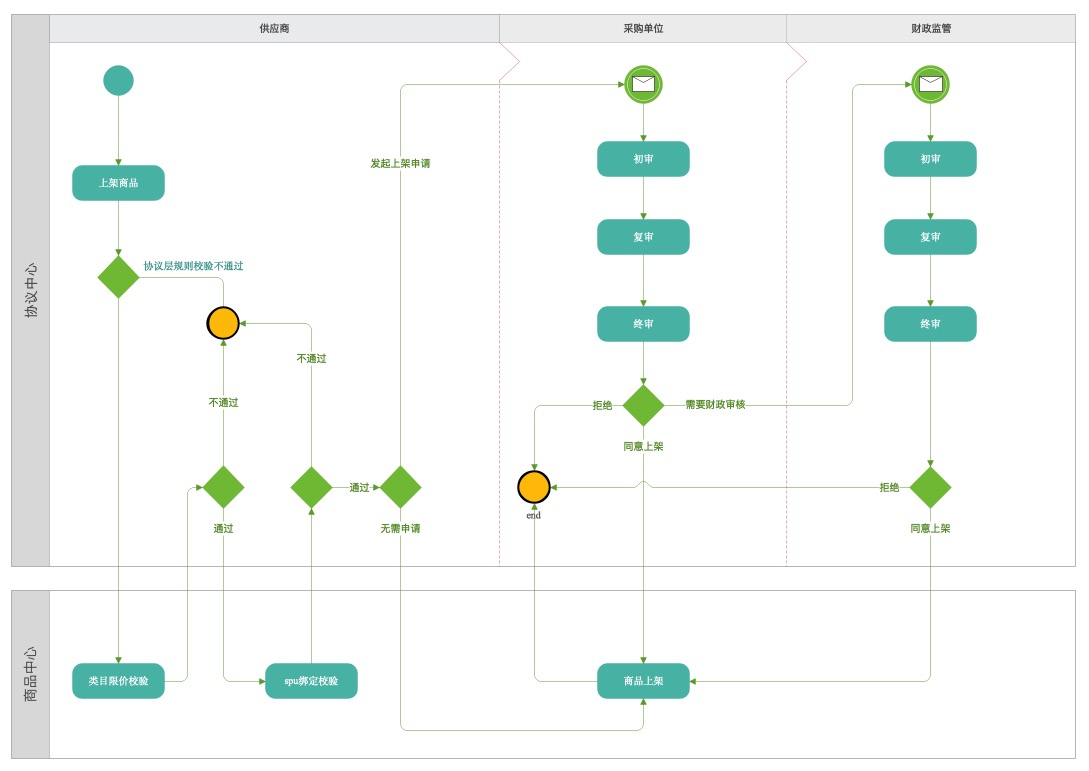 供应商
采购单位
财政监管
协议中心
发起上架申请
初审
初审
上架商品
复审
复审
协议层规则校验不通过
终审
终审
不通过
不通过
拒绝
需要财政审核
同意上架
通过
拒绝
end
通过
无需申请
同意上架
商品中心
类目限价校验
spu绑定校验
商品上架